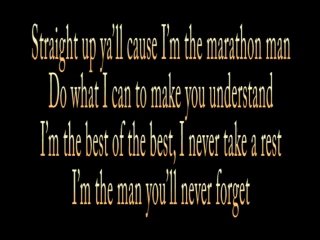 Straight up ya'll cause I'm the marathon man
Do what I can to make you understand
I'm the best of the best, I never take a rest
I'm the man you'll never forget